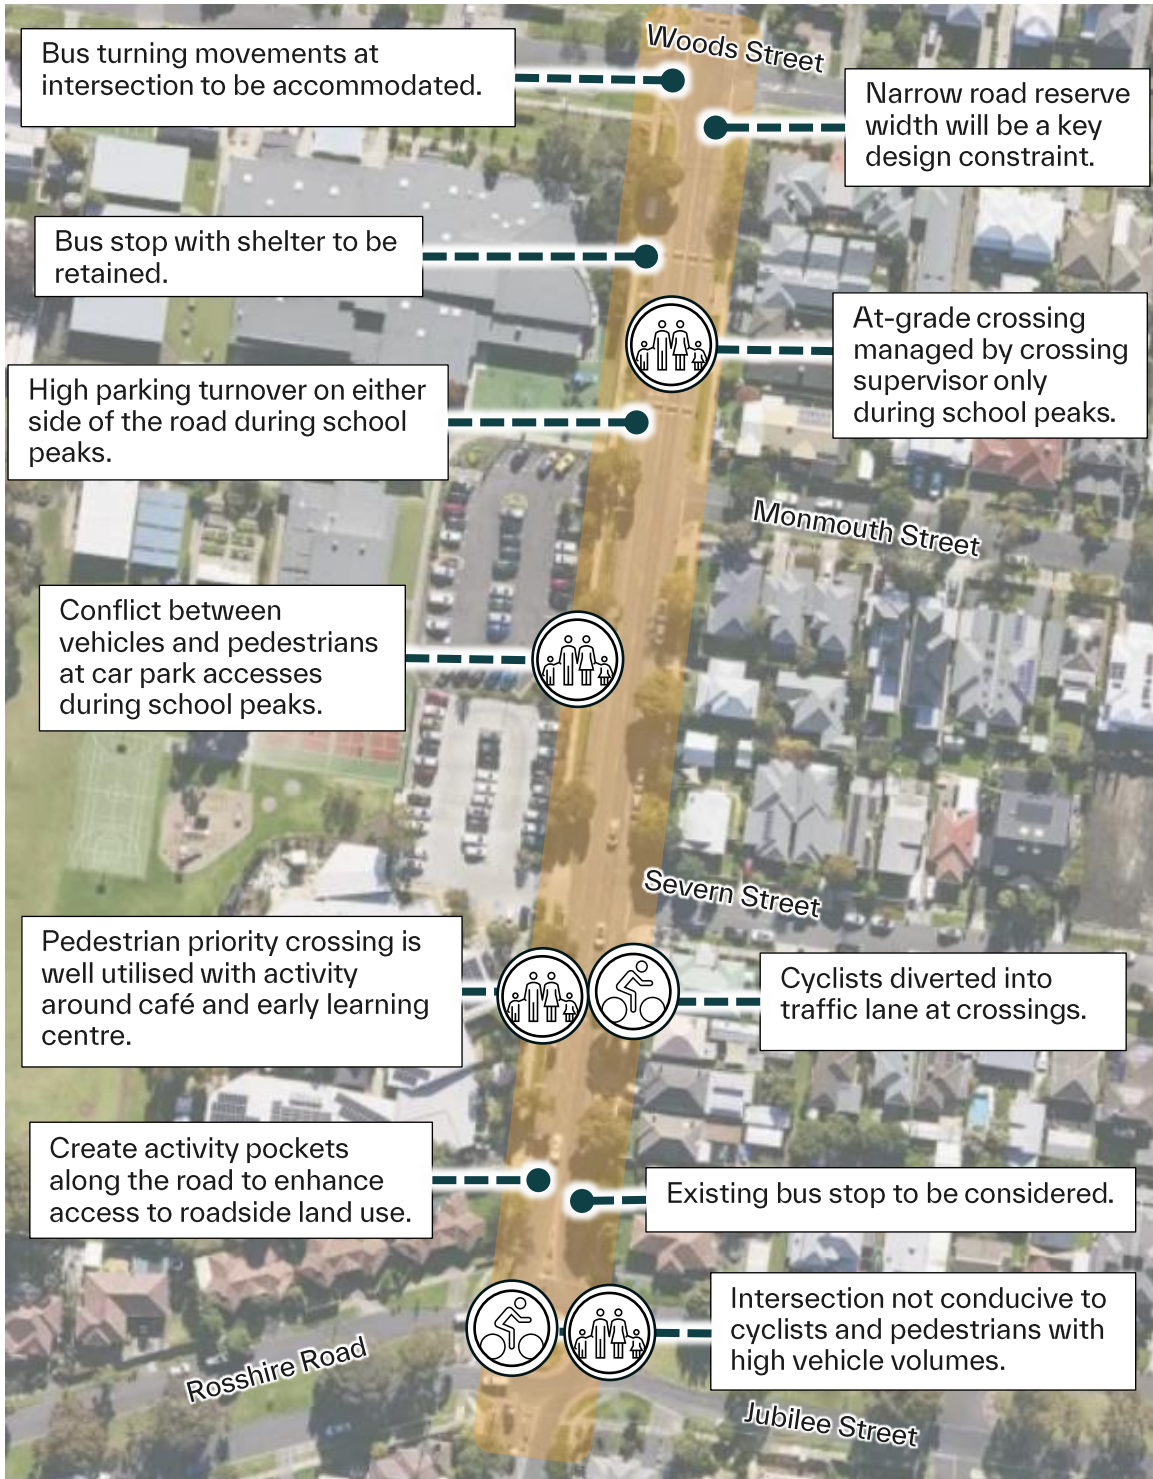 Woods Street
Bus turning movements at
intersection to be accommodated.
Narrow road reserve
width will be a key
design constraint.
Bus stop with shelter to be
retained.
At-grade crossing
managed by crossing
supervisor only
during school peaks.
High parking turnover on either
side of the road during school
peaks.
Monmouth Street
Conflict between
vehicles and pedestrians
at car park accesses
during school peaks.
Severn Street
Pedestrian priority crossing is
well utilised with activity
around café and early learning
centre.
Cyclists diverted into
traffic lane at crossings.
Create activity pockets
along the road to enhance
access to roadside land use.
Existing bus stop to be considered.
Intersection not conducive to
cyclists and pedestrians with
high vehicle volumes.
Rosshire Road
Jubilee Street